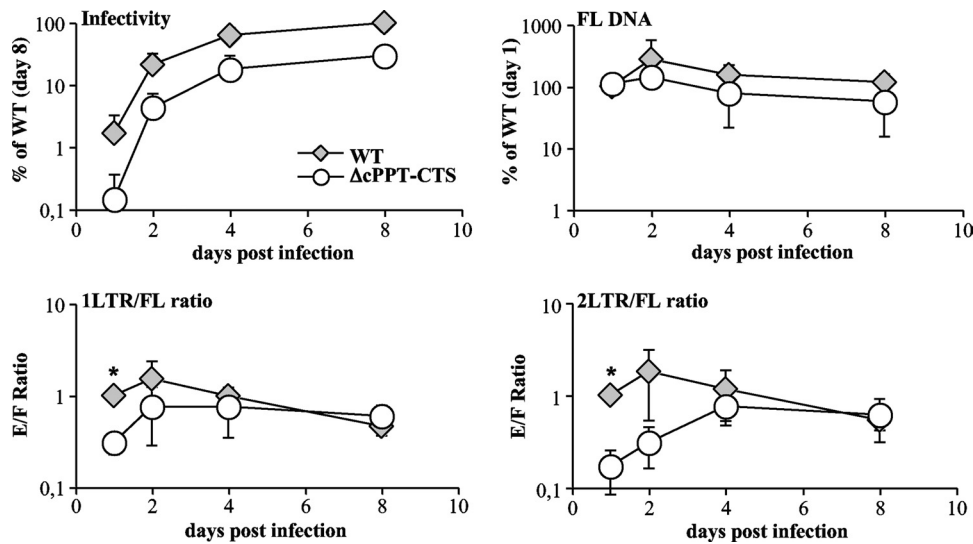 Infectivity
% of WT (day 8)
100
10
1
0,1
0 2 4 6 8 10
days post infection
WT
ΔcPPT-CTS
FL DNA
% of WT (day 1)
1000
100
10
1
0 2 4 6 8 10
days post infection
1LTR/FL ratio
E/F Ratio
10
1
0,1
*
0 2 4 6 8 10
days post infection
2LTR/FL ratio
E/F Ratio
10
1
0,1
*
0 2 4 6 8 10
days post infection